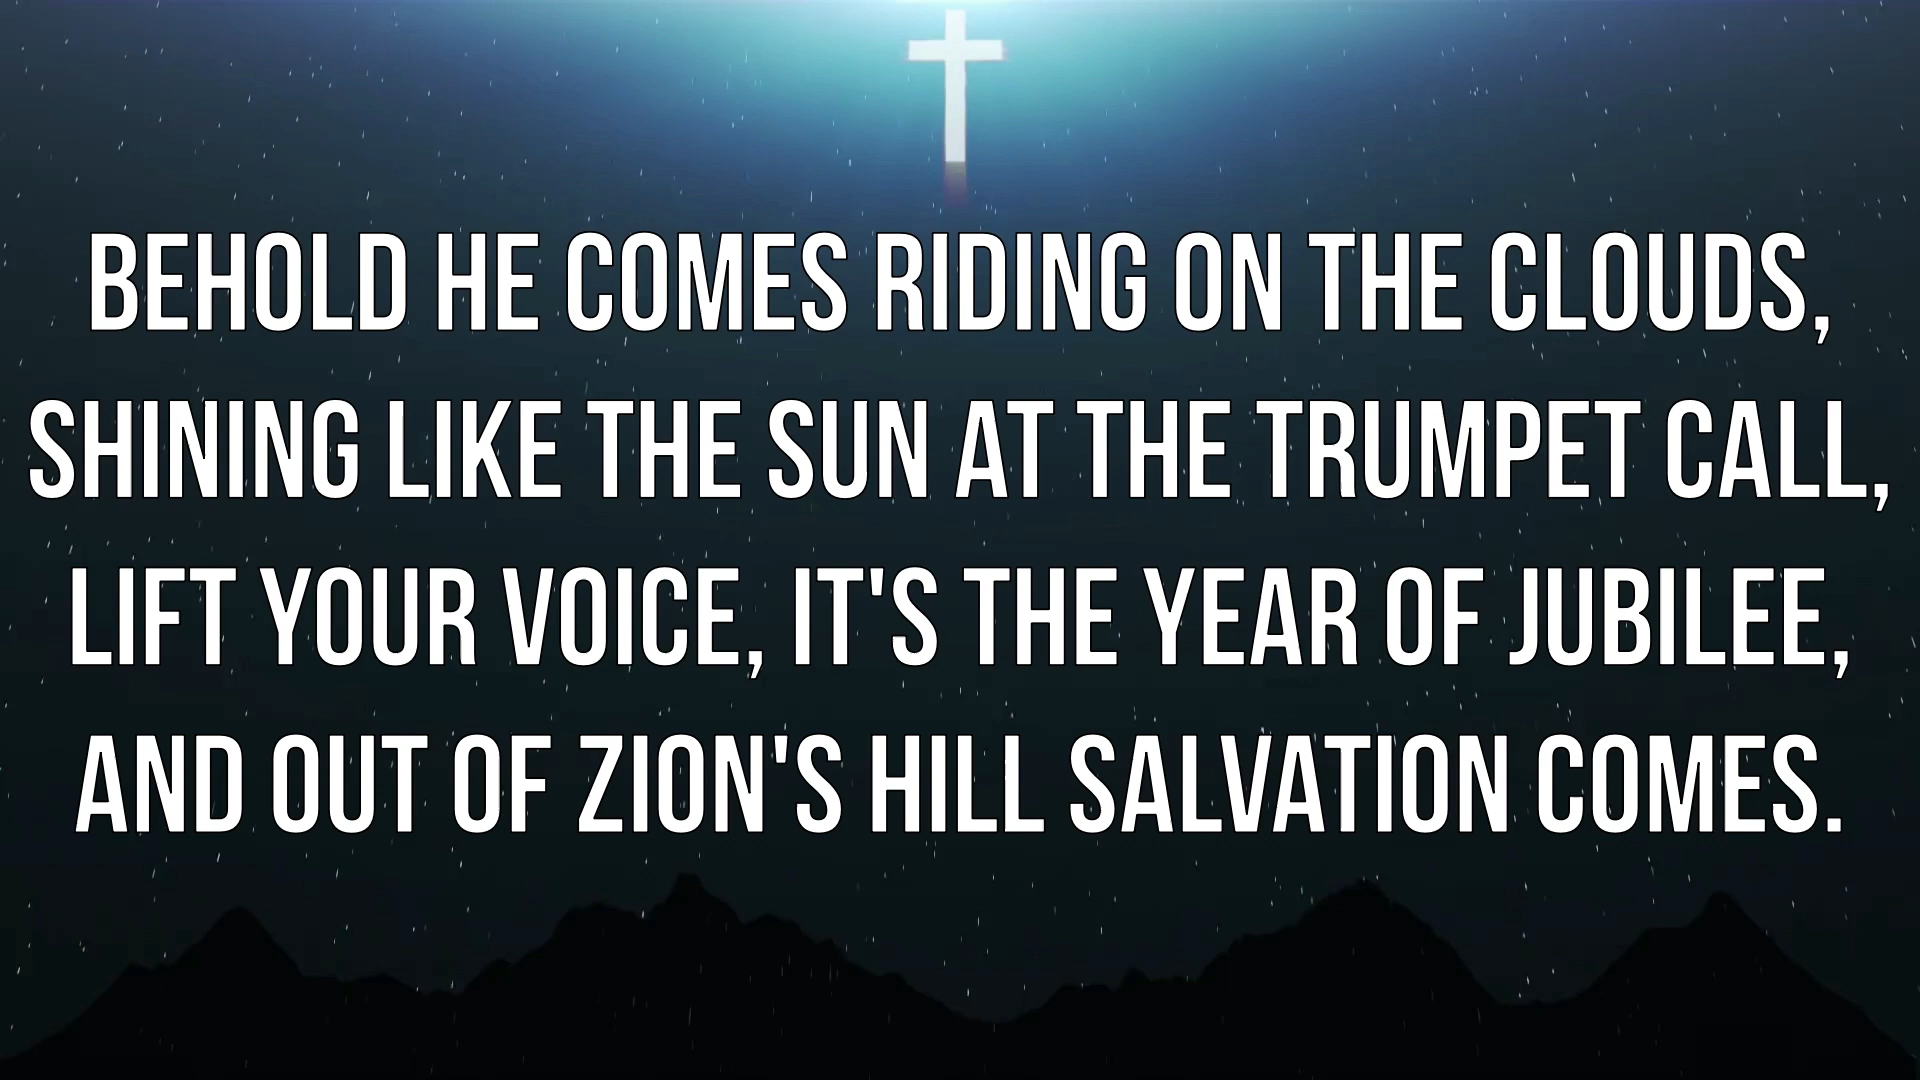 BEHOLD HE COMES RIDING ON THE CLOUDS,
SHINING LIKE THE SUN AT THE TRUMPET CALL,
LIFT YOUR VOICE, IT'S THE YEAR OF JUBILEE,
AND OUT OF ZION'S HILL SALVATION COMES.